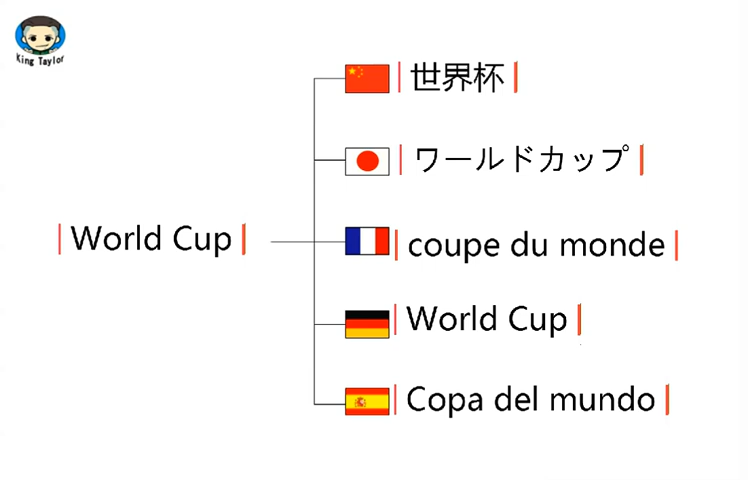 King Taylor
World Cup
世界杯
ワールドカップ
coupe du monde
World Cup
Copa del mundo